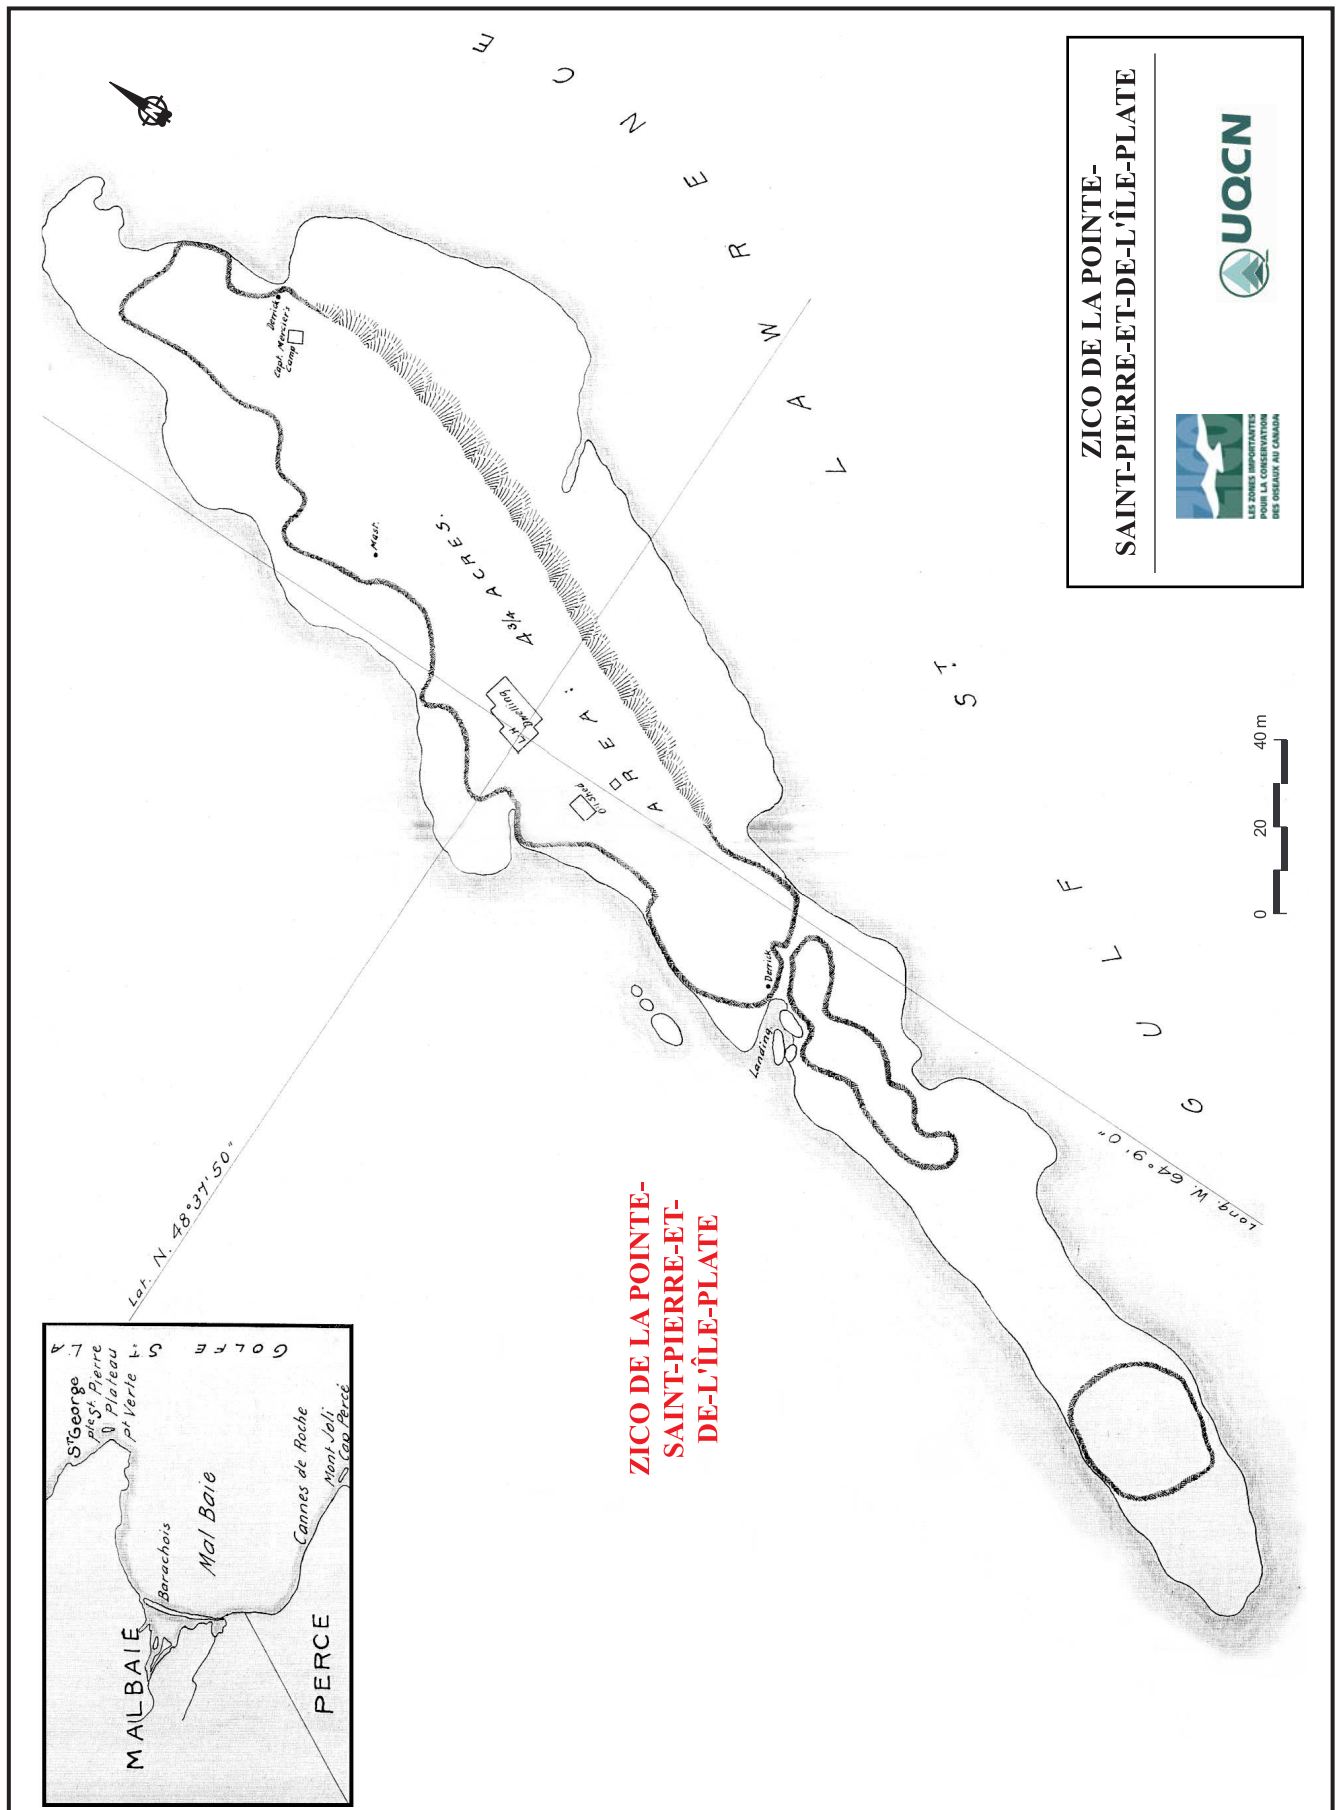 ZICO DE LA POINTE-
SAINT-PIERRE-ET-DE-L'ÎLE-PLATE
LES ZONES IMPORTANTES
POUR LA CONSERVATION
DES OISEAUX AU CANADA
UQCN
N
GULF ST. LAWRENCE
Derrick
Capt. Mercier's
Camp
Mast.
AREA: 4 3/4 ACRES.
L.H. Dwelling
Oil Shed
Derrick
Landing
Lat. N. 48°37'50"
Long. W. 64°9'0"
0 20 40 m
ZICO DE LA POINTE-
SAINT-PIERRE-ET-
DE-L'ÎLE-PLATE
GOLFE ST LA
ST George
pte St. Pierre
Plateau
pt Verte
MALBAIE
Barachois
Mal Baie
Cannes de Roche
Mont Joli
Cap Percé
PERCE